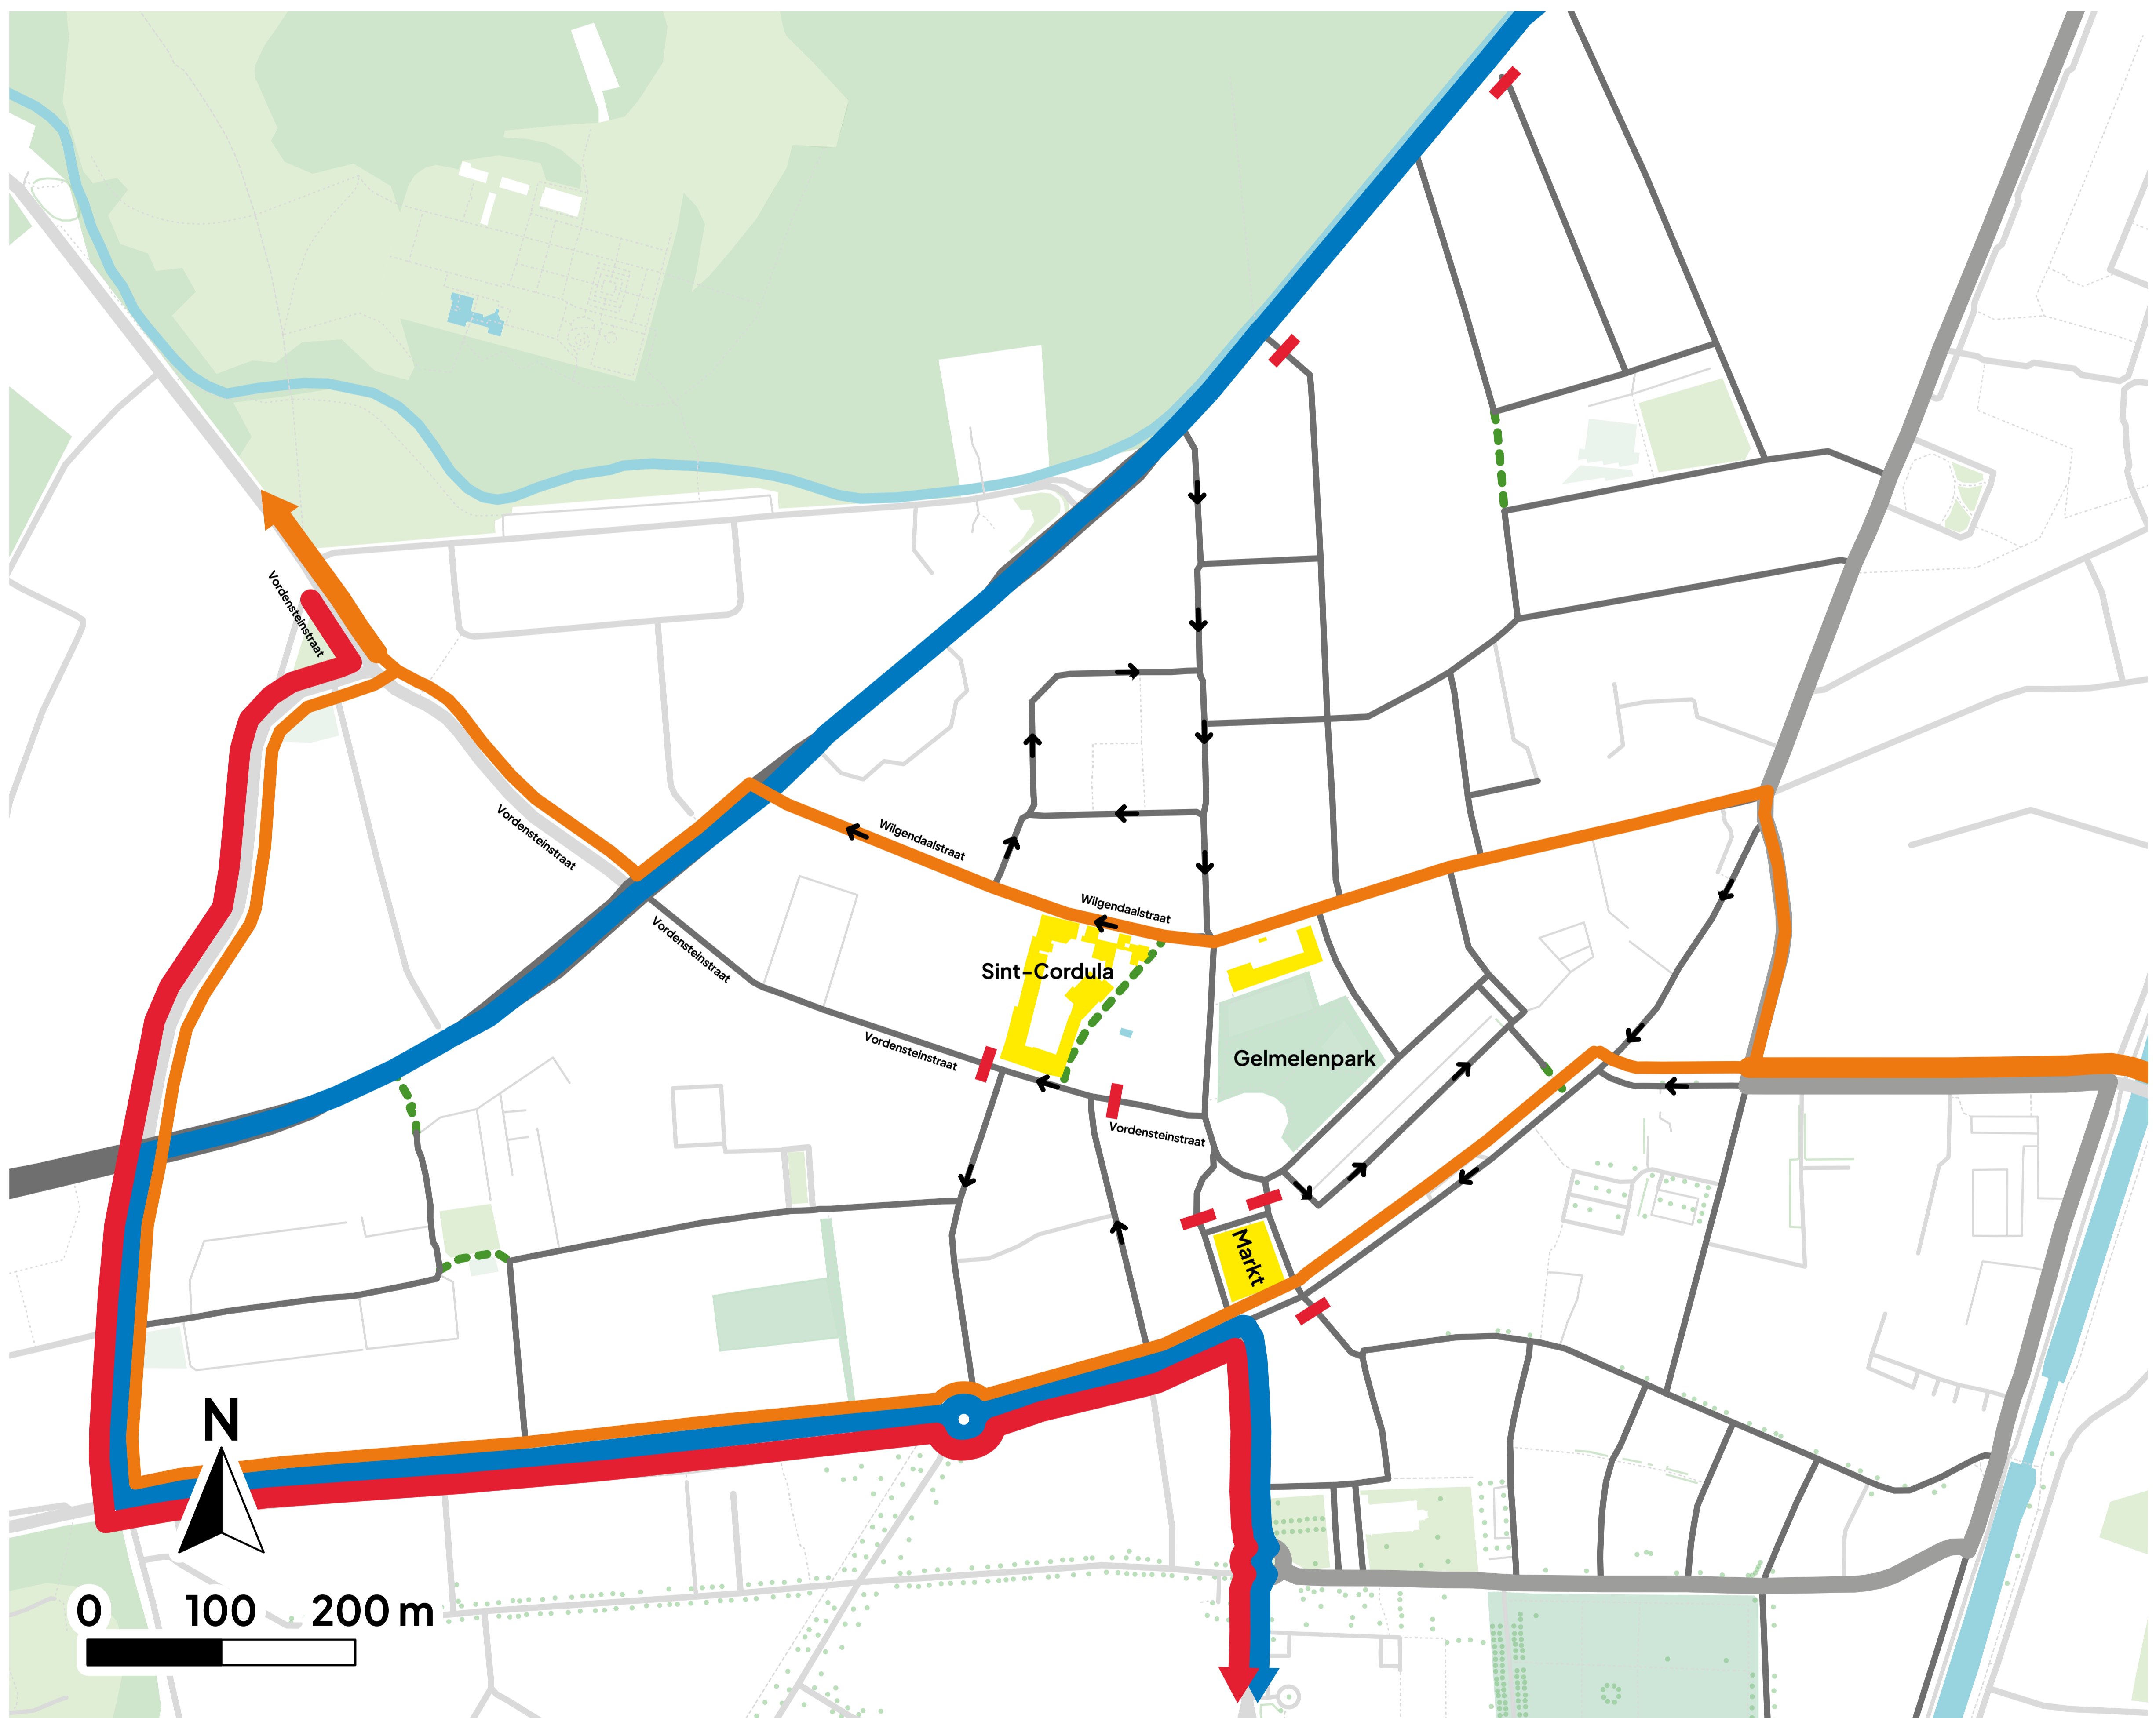 Vordensteinstraat
Vordensteinstraat
Wilgendaalstraat
Wilgendaalstraat
Vordensteinstraat
Sint-Cordula
Vordensteinstraat
Gelmelenpark
Vordensteinstraat
Markt
N
0 100 200 m